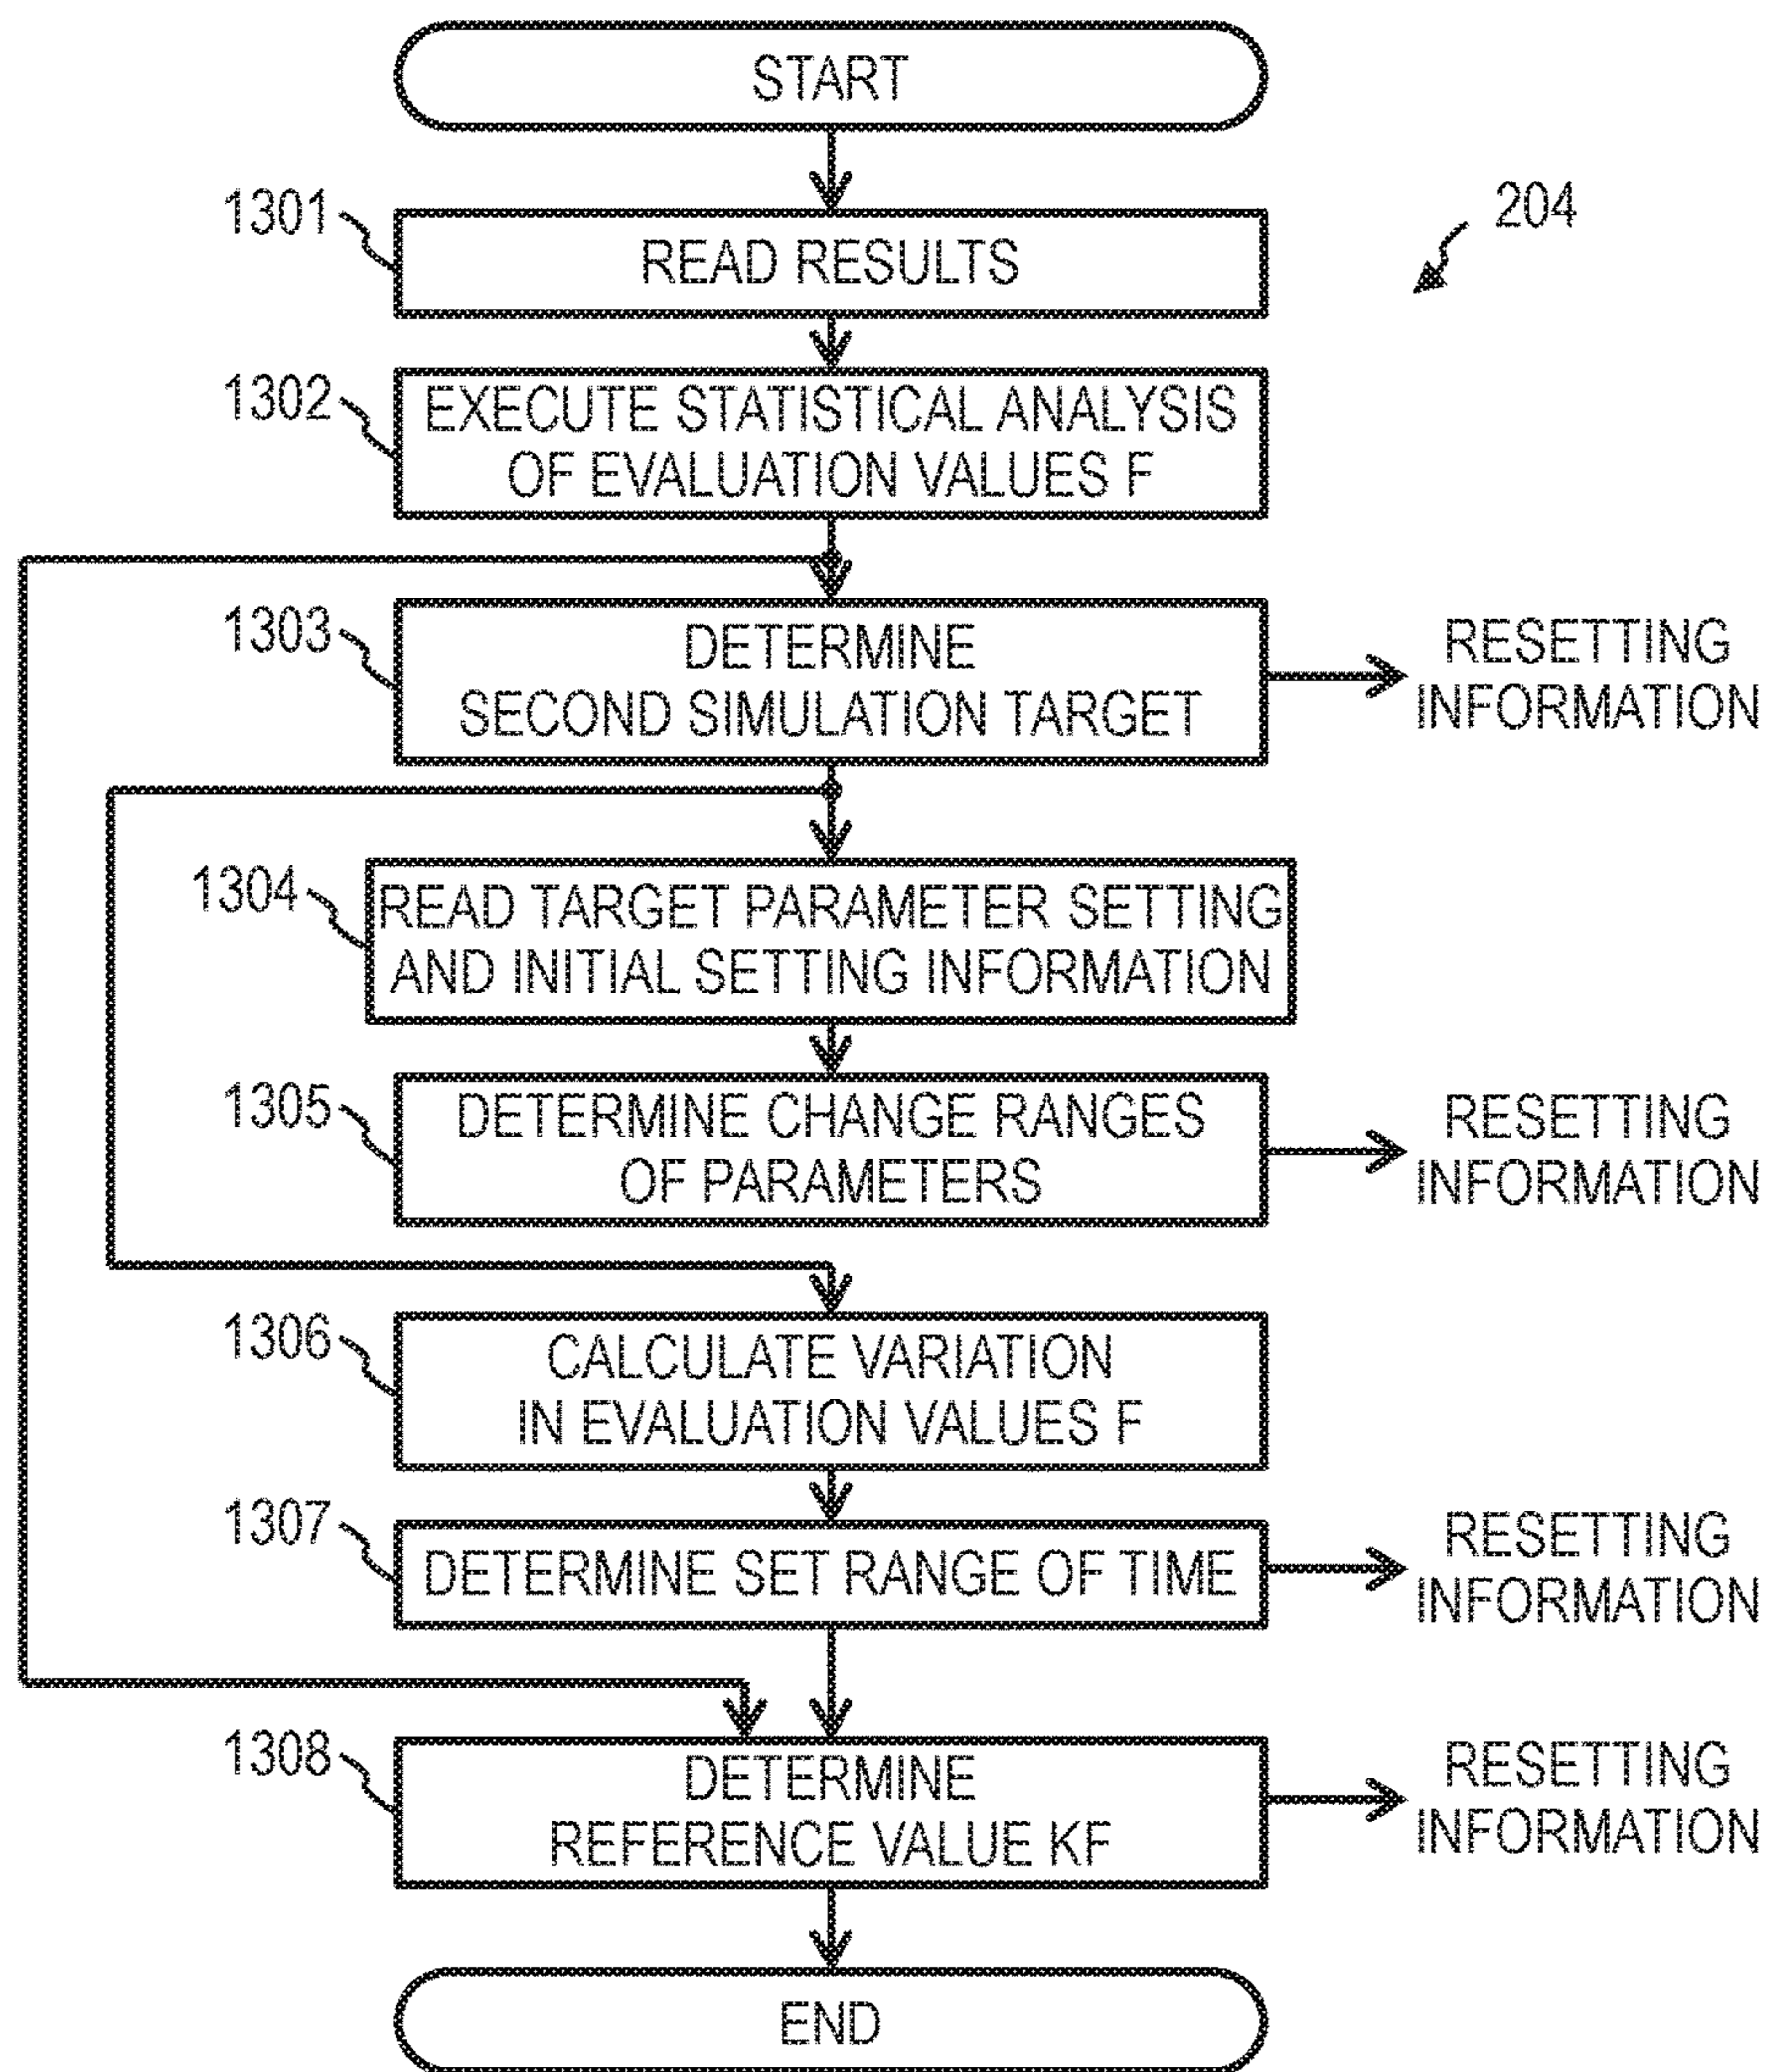 START
1301
READ RESULTS
204
1302
EXECUTE STATISTICAL ANALYSIS
OF EVALUATION VALUES F
1303
DETERMINE
SECOND SIMULATION TARGET
RESETTING
INFORMATION
1304
READ TARGET PARAMETER SETTING
AND INITIAL SETTING INFORMATION
1305
DETERMINE CHANGE RANGES
OF PARAMETERS
RESETTING
INFORMATION
1306
CALCULATE VARIATION
IN EVALUATION VALUES F
1307
DETERMINE SET RANGE OF TIME
RESETTING
INFORMATION
1308
DETERMINE
REFERENCE VALUE KF
RESETTING
INFORMATION
END